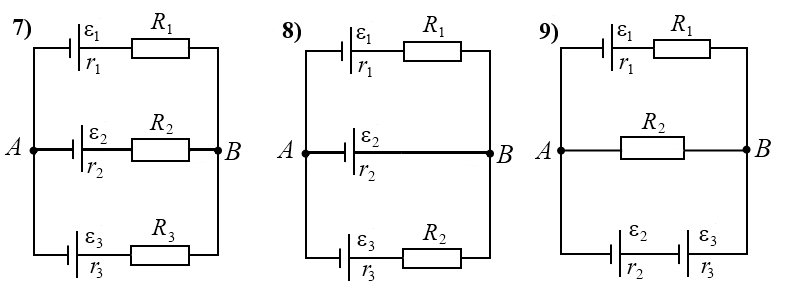 7) ε₁ R₁
r₁
A ε₂ R₂ B
r₂
ε₃ R₃
r₃
8) ε₁ R₁
r₁
A ε₂ B
r₂
ε₃ R₂
r₃
9) ε₁ R₁
r₁
A R₂ B
ε₂ ε₃
r₂ r₃